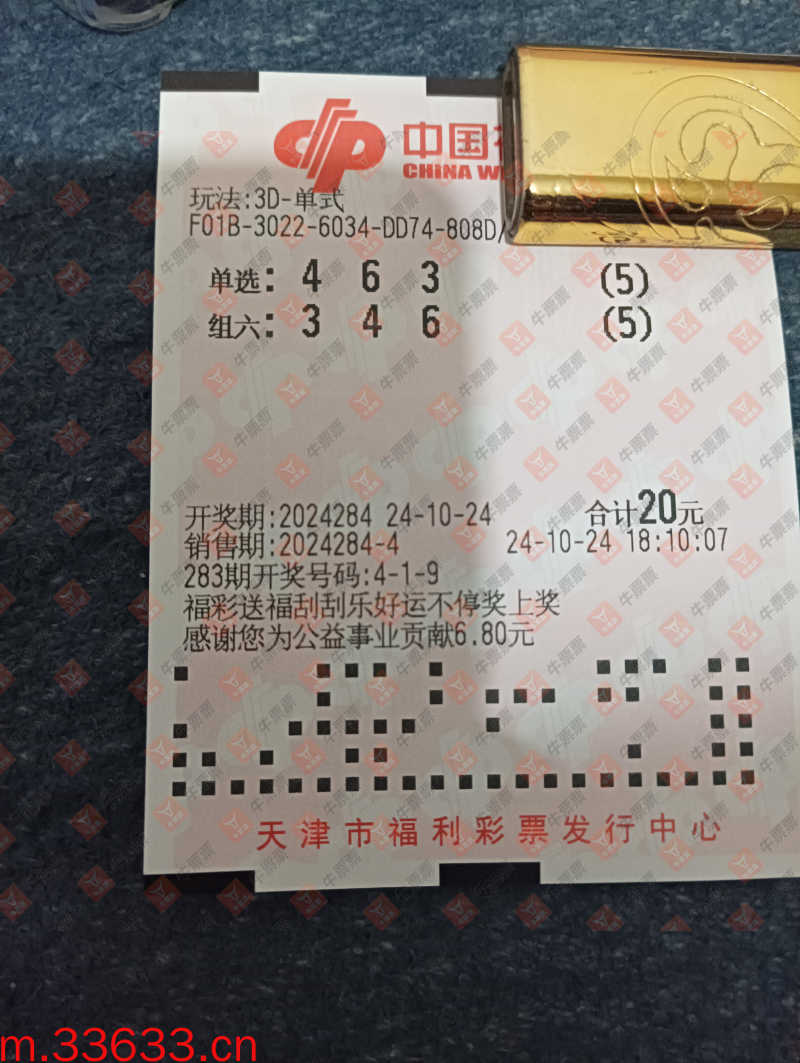 中国
CHINA W
玩法:3D-单式
F01B-3022-6034-DD74-808D/
单选: 4 6 3 (5)
组六: 3 4 6 (5)
开奖期:2024284 24-10-24 合计20元
销售期:2024284-4 24-10-24 18:10:07
283期开奖号码:4-1-9
福彩送福刮刮乐好运不停奖上奖
感谢您为公益事业贡献6.80元
天津市福利彩票发行中心
牛票票
m.33633.cn